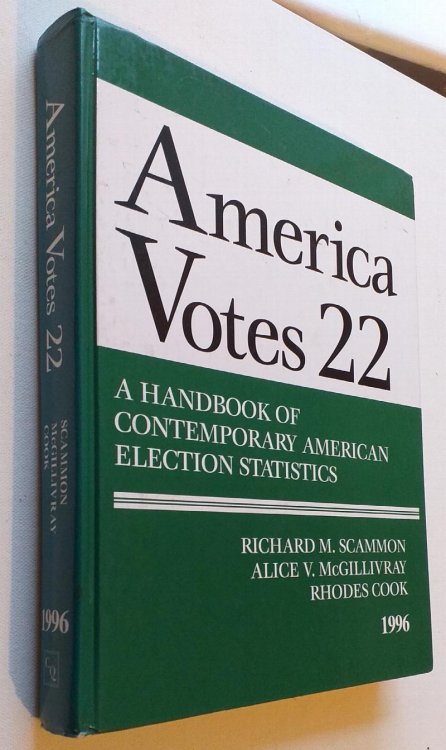 America Votes 22
SCAMMON
McGILLIVRAY
COOK
1996
CQ
America
Votes 22
A HANDBOOK OF
CONTEMPORARY AMERICAN
ELECTION STATISTICS
RICHARD M. SCAMMON
ALICE V. McGILLIVRAY
RHODES COOK
1996